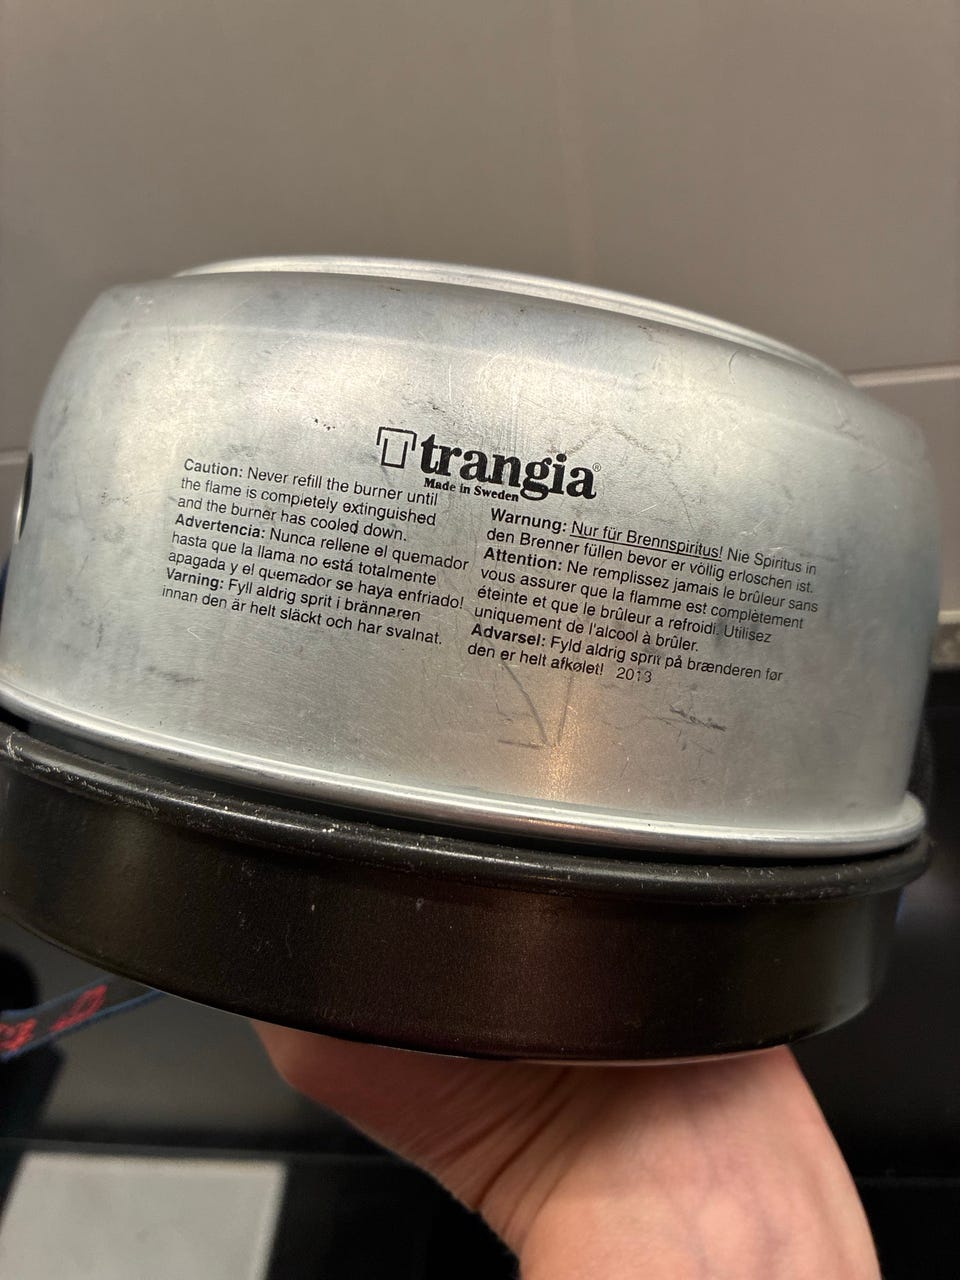 trangia®
Made in Sweden
Caution: Never refill the burner until
the flame is completely extinguished
and the burner has cooled down.
Advertencia: Nunca rellene el quemador
hasta que la llama no está totalmente
apagada y el quemador se haya enfriado!
Varning: Fyll aldrig sprit i brännaren
innan den är helt släckt och har svalnat.
Warnung: Nur für Brennspiritus! Nie Spiritus in
den Brenner füllen bevor er völlig erloschen ist.
Attention: Ne remplissez jamais le brûleur sans
vous assurer que la flamme est complètement
éteinte et que le brûleur a refroidi. Utilisez
uniquement de l'alcool à brûler.
Advarsel: Fyld aldrig sprit på brænderen før
den er helt afkølet! 2013